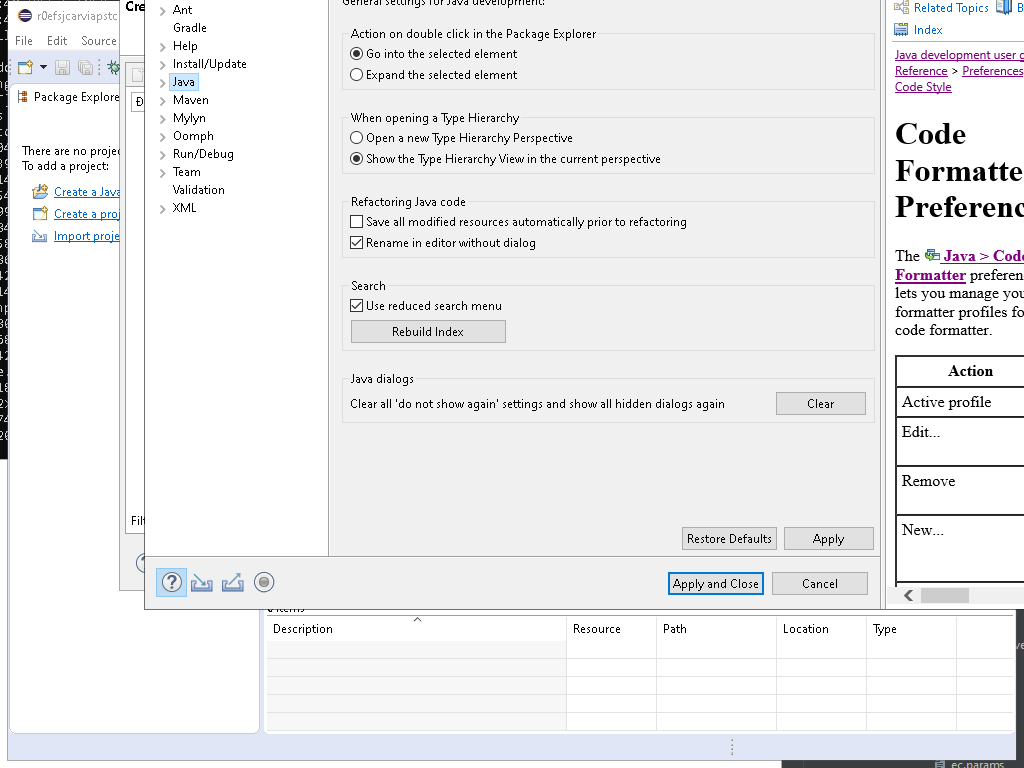 r0efsjcarviapstc
File Edit Source
Package Explore
There are no projec
To add a project:
Create a Java
Create a proj
Import proje
Cre
Ant
Gradle
Help
Install/Update
Java
Maven
Mylyn
Oomph
Run/Debug
Team
Validation
XML
Filt
General settings for Java development:
Action on double click in the Package Explorer
Go into the selected element
Expand the selected element
When opening a Type Hierarchy
Open a new Type Hierarchy Perspective
Show the Type Hierarchy View in the current perspective
Refactoring Java code
Save all modified resources automatically prior to refactoring
Rename in editor without dialog
Search
Use reduced search menu
Rebuild Index
Java dialogs
Clear all 'do not show again' settings and show all hidden dialogs again
Clear
Restore Defaults Apply
Apply and Close Cancel
Related Topics B
Index
Java development user g
Reference > Preferences
Code Style
Code
Formatte
Preferenc
The Java > Code
Formatter preferen
lets you manage you
formatter profiles fo
code formatter.
Action
Active profile
Edit...
Remove
New...
items
Description Resource Path Location Type
ec.params